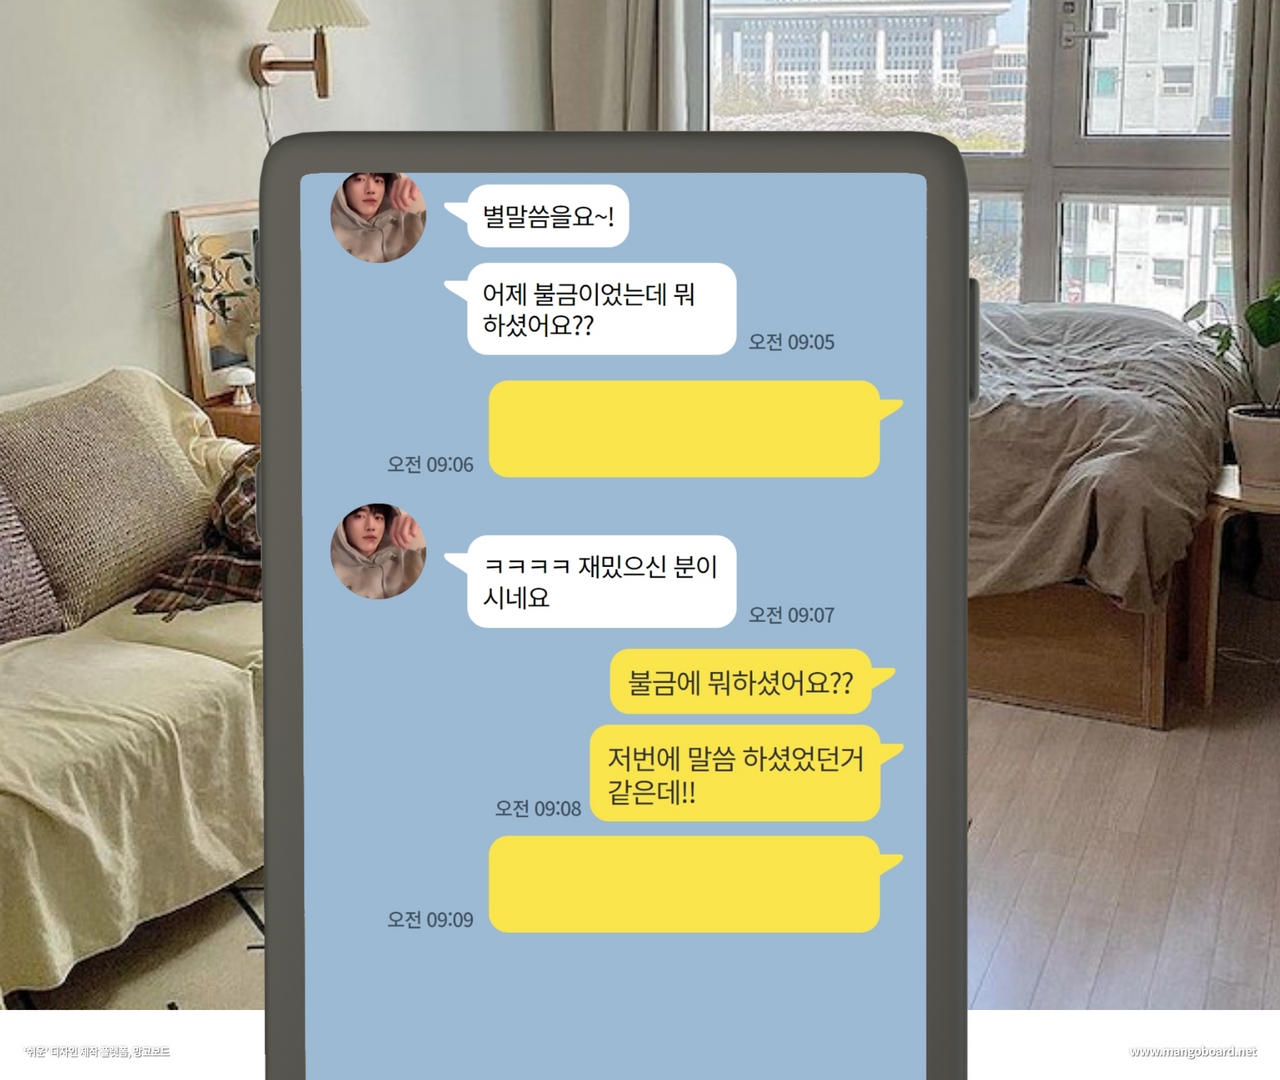 별말씀을요~!
어제 불금이었는데 뭐
하셨어요??
오전 09:05
오전 09:06
ㅋㅋㅋㅋ 재밌으신 분이
시네요
오전 09:07
불금에 뭐하셨어요??
저번에 말씀 하셨었던거
같은데!!
오전 09:08
오전 09:09
'쉬운' 디자인 제작 플랫폼, 망고보드
www.mangoboard.net